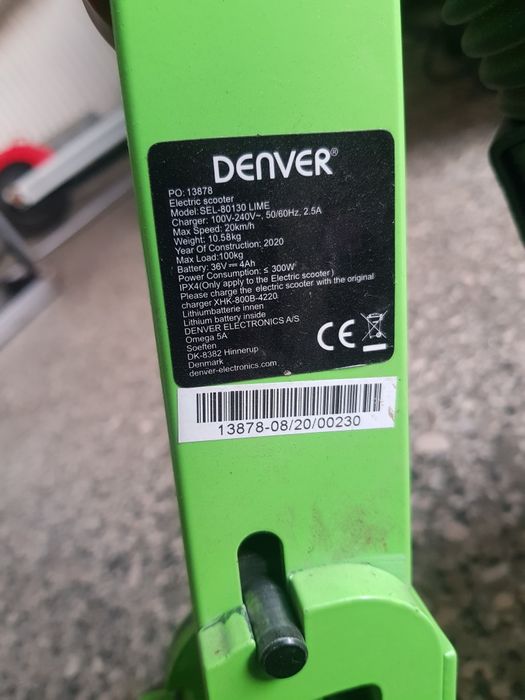 DENVER®
PO: 13878
Electric scooter
Model: SEL-80130 LIME
Charger: 100V-240V~, 50/60Hz, 2.5A
Max Speed: 20km/h
Weight: 10.58kg
Year Of Construction: 2020
Max Load:100kg
Battery: 36V⎓4Ah
Power Consumption: ≤ 300W
IPX4(Only apply to the Electric scooter)
Please charge the electric scooter with the original
charger XHK-800B-4220
Lithiumbatterie innen
Lithium battery inside
DENVER ELECTRONICS A/S
Omega 5A
Soeften
DK-8382 Hinnerup
Denmark
denver-electronics.com
CE
13878-08/20/00230